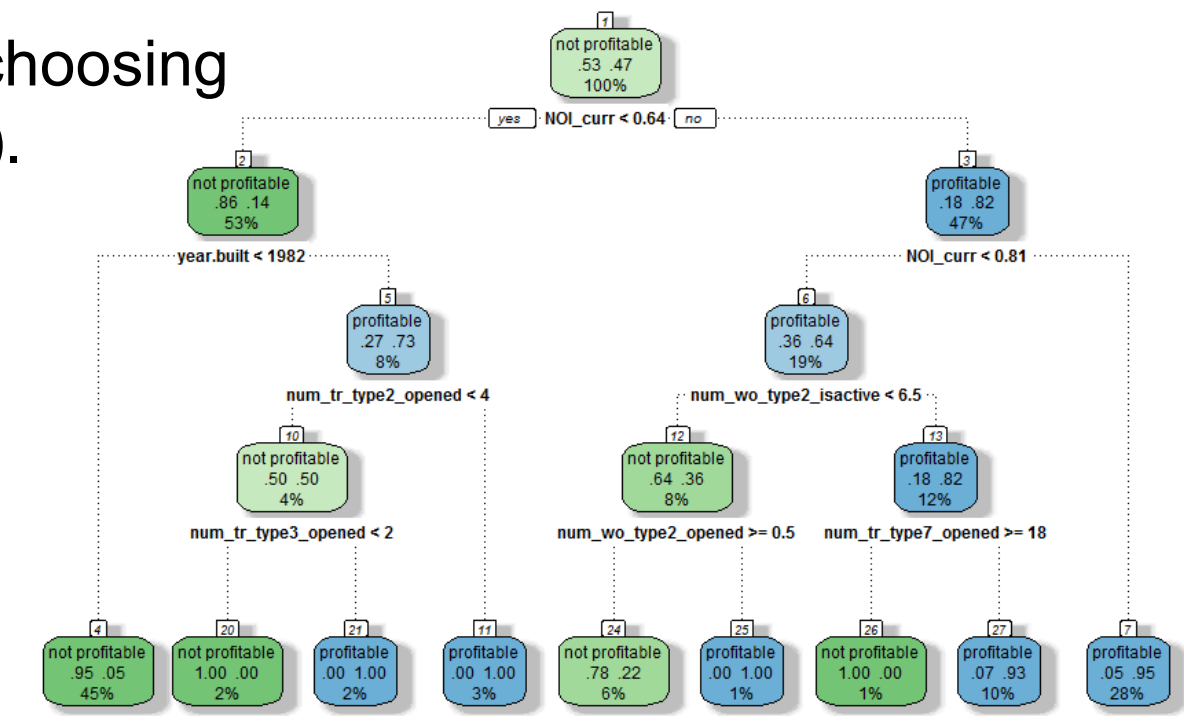 choosing
).
1
not profitable
.53 .47
100%
yes NOI_curr < 0.64 no
2
not profitable
.86 .14
53%
3
profitable
.18 .82
47%
year.built < 1982
NOI_curr < 0.81
5
profitable
.27 .73
8%
6
profitable
.36 .64
19%
num_tr_type2_opened < 4
num_wo_type2_isactive < 6.5
10
not profitable
.50 .50
4%
12
not profitable
.64 .36
8%
13
profitable
.18 .82
12%
num_tr_type3_opened < 2
num_wo_type2_opened >= 0.5
num_tr_type7_opened >= 18
4
not profitable
.95 .05
45%
20
not profitable
1.00 .00
2%
21
profitable
.00 1.00
2%
11
profitable
.00 1.00
3%
24
not profitable
.78 .22
6%
25
profitable
.00 1.00
1%
26
not profitable
1.00 .00
1%
27
profitable
.07 .93
10%
7
profitable
.05 .95
28%